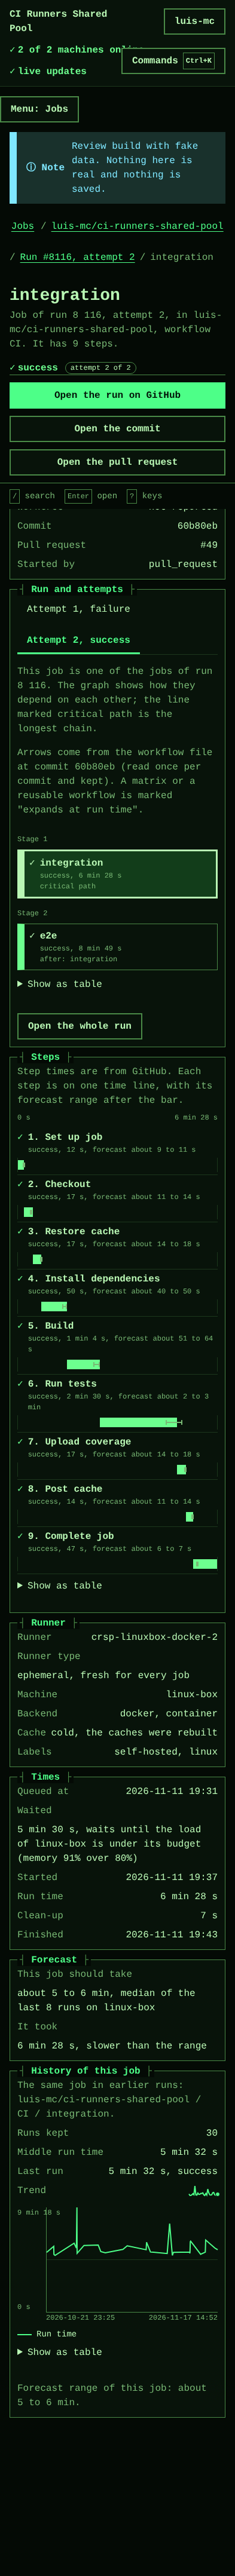 CI Runners Shared
Pool
luis-mc
✓ 2 of 2 machines
Commands Ctrl+K
✓ live updates
Menu: Jobs
Note
Review build with fake
data. Nothing here is
real and nothing is
saved.
Jobs / luis-mc/ci-runners-shared-pool
/ Run #8116, attempt 2 / integration
integration
Job of run 8 116, attempt 2, in luis-
mc/ci-runners-shared-pool, workflow
CI. It has 9 steps.
✓ success attempt 2 of 2
Open the run on GitHub
Open the commit
Open the pull request
/ search Enter open ? keys
Commit 60b80eb
Pull request #49
Started by pull_request
Run and attempts
Attempt 1, failure
Attempt 2, success
This job is one of the jobs of run
8 116. The graph shows how they
depend on each other; the line
marked critical path is the
longest chain.
Arrows come from the workflow file
at commit 60b80eb (read once per
commit and kept). A matrix or a
reusable workflow is marked
"expands at run time".
Stage 1
✓ integration
success, 6 min 28 s
critical path
Stage 2
✓ e2e
success, 8 min 49 s
after: integration
▶ Show as table
Open the whole run
Steps
Step times are from GitHub. Each
step is on one time line, with its
forecast range after the bar.
0 s 6 min 28 s
✓ 1. Set up job
success, 12 s, forecast about 9 to 11 s
✓ 2. Checkout
success, 17 s, forecast about 11 to 14 s
✓ 3. Restore cache
success, 17 s, forecast about 14 to 18 s
✓ 4. Install dependencies
success, 50 s, forecast about 40 to 50 s
✓ 5. Build
success, 1 min 4 s, forecast about 51 to 64
s
✓ 6. Run tests
success, 2 min 30 s, forecast about 2 to 3
min
✓ 7. Upload coverage
success, 17 s, forecast about 14 to 18 s
✓ 8. Post cache
success, 14 s, forecast about 11 to 14 s
✓ 9. Complete job
success, 47 s, forecast about 6 to 7 s
▶ Show as table
Runner
Runner crsp-linuxbox-docker-2
Runner type
ephemeral, fresh for every job
Machine linux-box
Backend docker, container
Cache cold, the caches were rebuilt
Labels self-hosted, linux
Times
Queued at 2026-11-11 19:31
Waited
5 min 30 s, waits until the load
of linux-box is under its budget
(memory 91% over 80%)
Started 2026-11-11 19:37
Run time 6 min 28 s
Clean-up 7 s
Finished 2026-11-11 19:43
Forecast
This job should take
about 5 to 6 min, median of the
last 8 runs on linux-box
It took
6 min 28 s, slower than the range
History of this job
The same job in earlier runs:
luis-mc/ci-runners-shared-pool /
CI / integration.
Runs kept 30
Middle run time 5 min 32 s
Last run 5 min 32 s, success
Trend
9 min 18 s
0 s
2026-10-21 23:25 2026-11-17 14:52
Run time
▶ Show as table
Forecast range of this job: about
5 to 6 min.